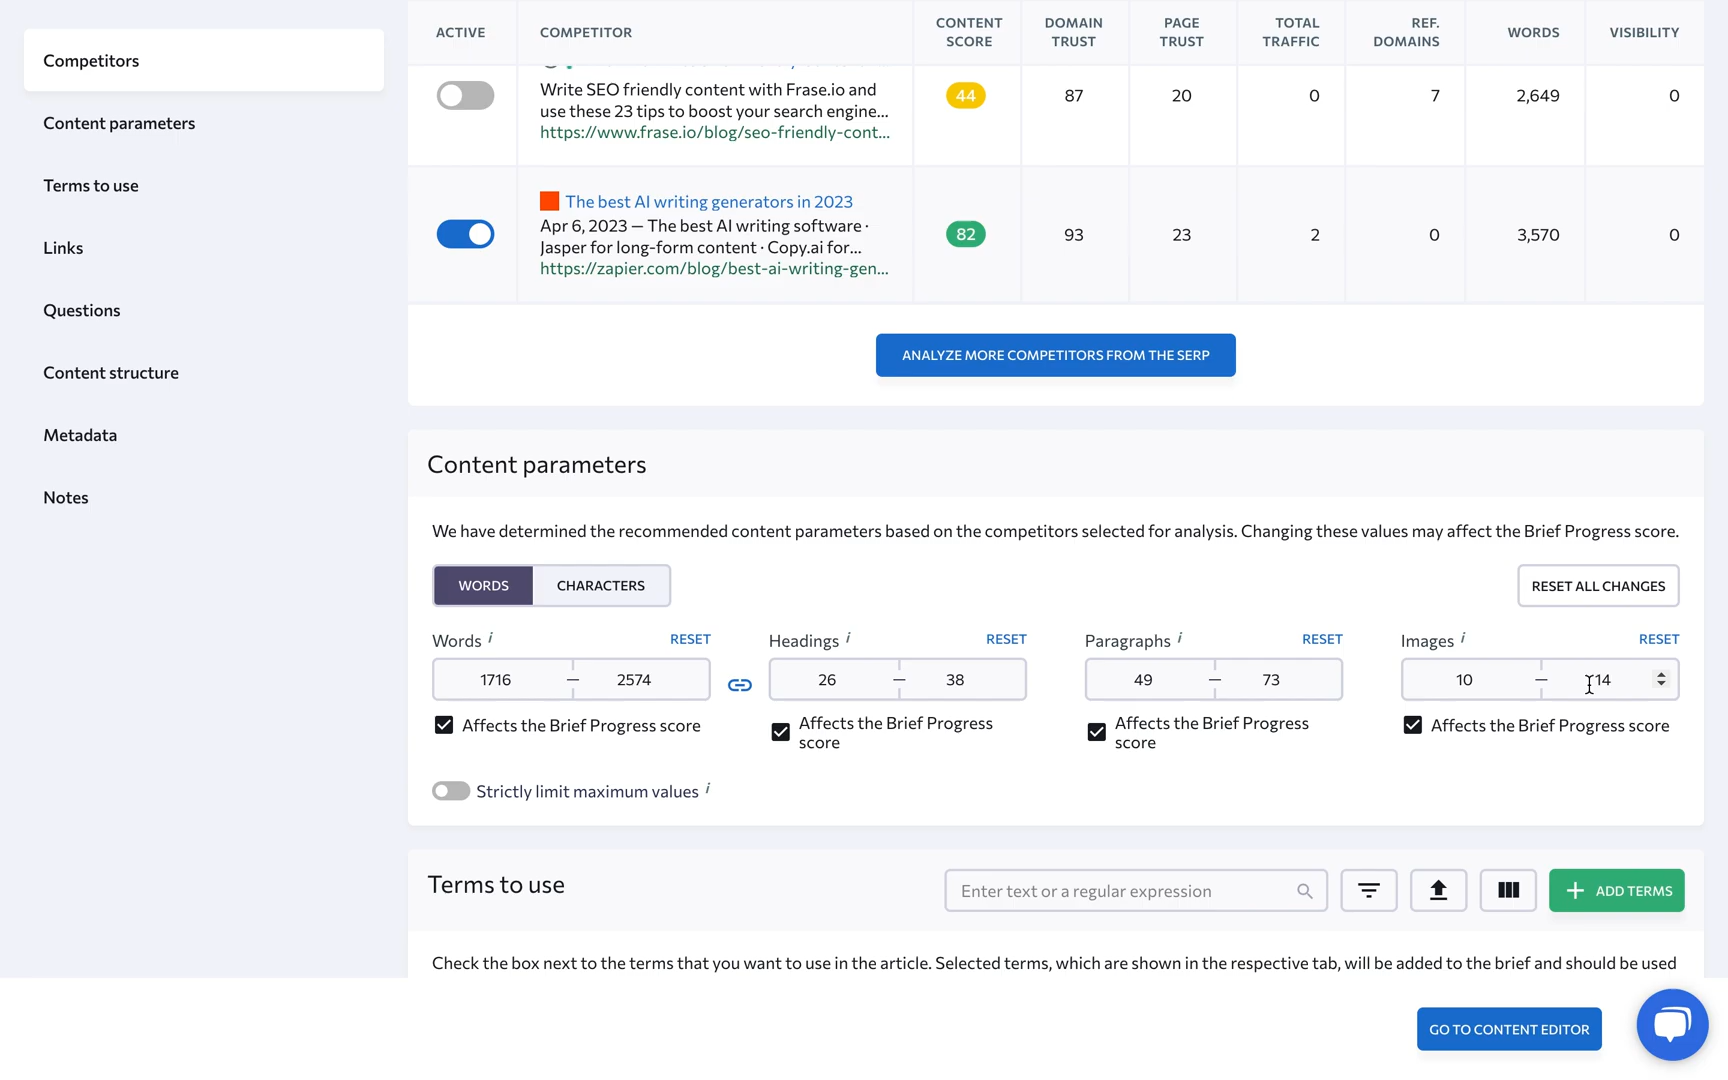 Competitors
Content parameters
Terms to use
Links
Questions
Content structure
Metadata
Notes
ACTIVE
COMPETITOR
CONTENT SCORE
DOMAIN TRUST
PAGE TRUST
TOTAL TRAFFIC
REF. DOMAINS
WORDS
VISIBILITY
Write SEO friendly content with Frase.io and
use these 23 tips to boost your search engine...
https://www.frase.io/blog/seo-friendly-cont...
44
87
20
0
7
2,649
0
The best AI writing generators in 2023
Apr 6, 2023 — The best AI writing software ·
Jasper for long-form content · Copy.ai for...
https://zapier.com/blog/best-ai-writing-gen...
82
93
23
2
0
3,570
0
ANALYZE MORE COMPETITORS FROM THE SERP
Content parameters
We have determined the recommended content parameters based on the competitors selected for analysis. Changing these values may affect the Brief Progress score.
WORDS
CHARACTERS
RESET ALL CHANGES
Words i
RESET
1716 — 2574
Affects the Brief Progress score
Headings i
RESET
26 — 38
Affects the Brief Progress
score
Paragraphs i
RESET
49 — 73
Affects the Brief Progress
score
Images i
RESET
10 — 14
Affects the Brief Progress score
Strictly limit maximum values i
Terms to use
Enter text or a regular expression
ADD TERMS
Check the box next to the terms that you want to use in the article. Selected terms, which are shown in the respective tab, will be added to the brief and should be used
GO TO CONTENT EDITOR